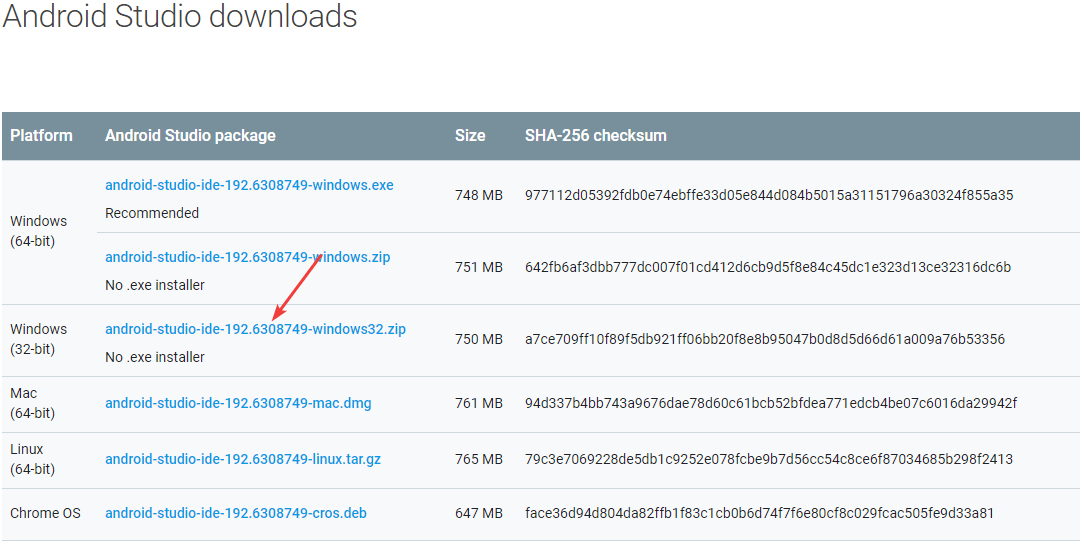 Android Studio downloads
Platform Android Studio package Size SHA-256 checksum
Windows
(64-bit)
android-studio-ide-192.6308749-windows.exe
Recommended
748 MB
977112d05392fdb0e74ebffe33d05e844d084b5015a31151796a30324f855a35
android-studio-ide-192.6308749-windows.zip
No .exe installer
751 MB
642fb6af3dbb777dc007f01cd412d6cb9d5f8e84c45dc1e323d13ce32316dc6b
Windows
(32-bit)
android-studio-ide-192.6308749-windows32.zip
No .exe installer
750 MB
a7ce709ff10f89f5db921ff06bb20f8e8b95047b0d8d5d66d61a009a76b53356
Mac
(64-bit)
android-studio-ide-192.6308749-mac.dmg
761 MB
94d337b4bb743a9676dae78d60c61bcb52bfdea771edcb4be07c6016da29942f
Linux
(64-bit)
android-studio-ide-192.6308749-linux.tar.gz
765 MB
79c3e7069228de5db1c9252e078fcbe9b7d56cc54c8ce6f87034685b298f2413
Chrome OS
android-studio-ide-192.6308749-cros.deb
647 MB
face36d94d804da82ffb1f83c1cb0b6d74f7f6e80cf8c029fcac505fe9d33a81